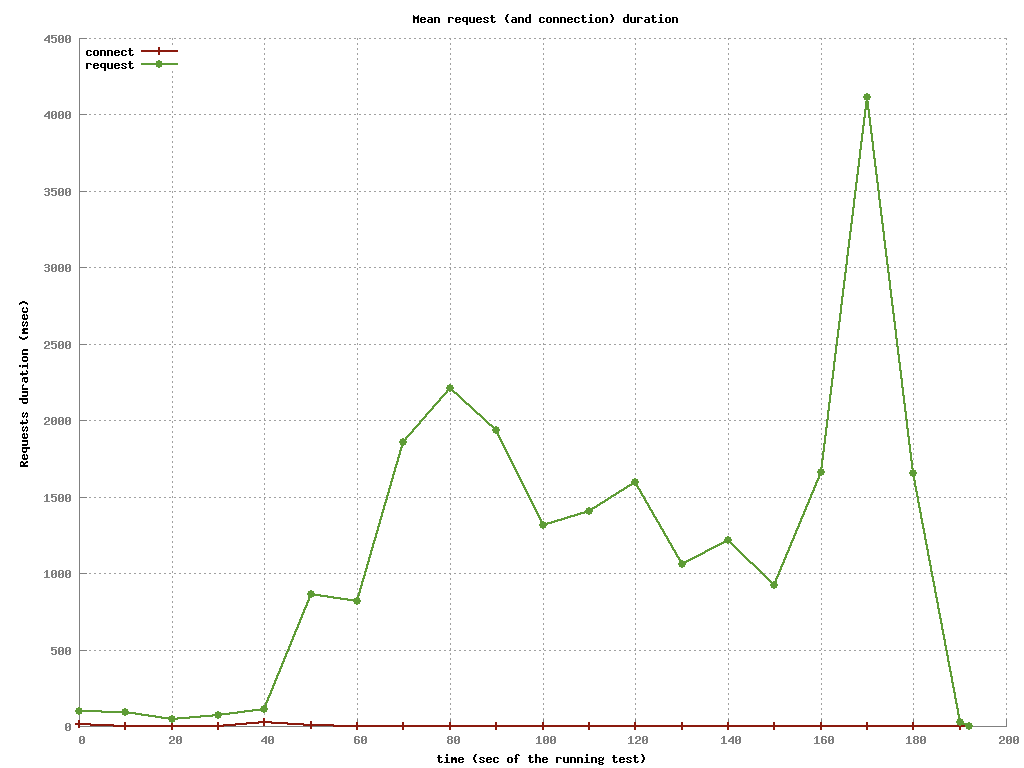 Mean request (and connection) duration
connect
request
4500
4000
3500
3000
2500
2000
1500
1000
500
0
Requests duration (msec)
0 20 40 60 80 100 120 140 160 180 200
time (sec of the running test)